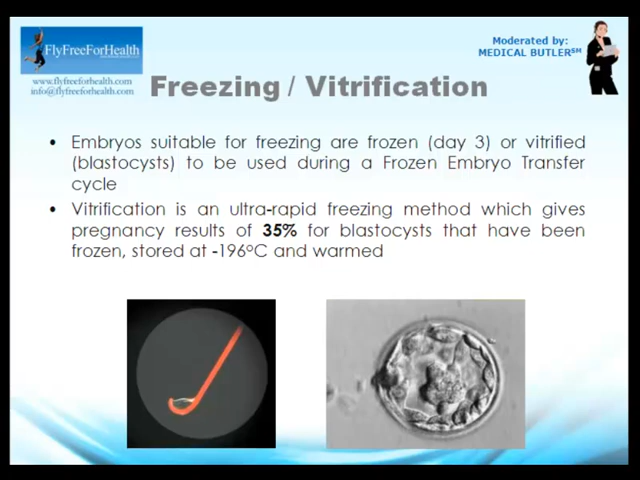 FlyFreeForHealth
www.flyfreeforhealth.com
info@flyfreeforhealth.com
Moderated by:
MEDICAL BUTLER℠
Freezing / Vitrification
• Embryos suitable for freezing are frozen (day 3) or vitrified
(blastocysts) to be used during a Frozen Embryo Transfer
cycle
• Vitrification is an ultra-rapid freezing method which gives
pregnancy results of 35% for blastocysts that have been
frozen, stored at -196ºC and warmed